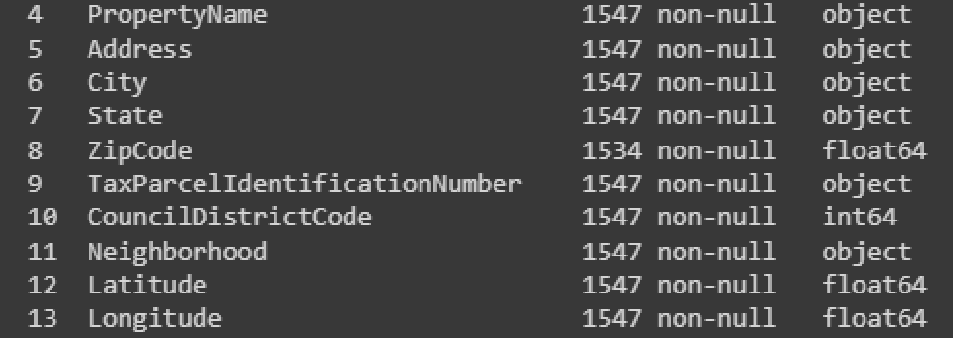 4 PropertyName 1547 non-null object
5 Address 1547 non-null object
6 City 1547 non-null object
7 State 1547 non-null object
8 ZipCode 1534 non-null float64
9 TaxParcelIdentificationNumber 1547 non-null object
10 CouncilDistrictCode 1547 non-null int64
11 Neighborhood 1547 non-null object
12 Latitude 1547 non-null float64
13 Longitude 1547 non-null float64